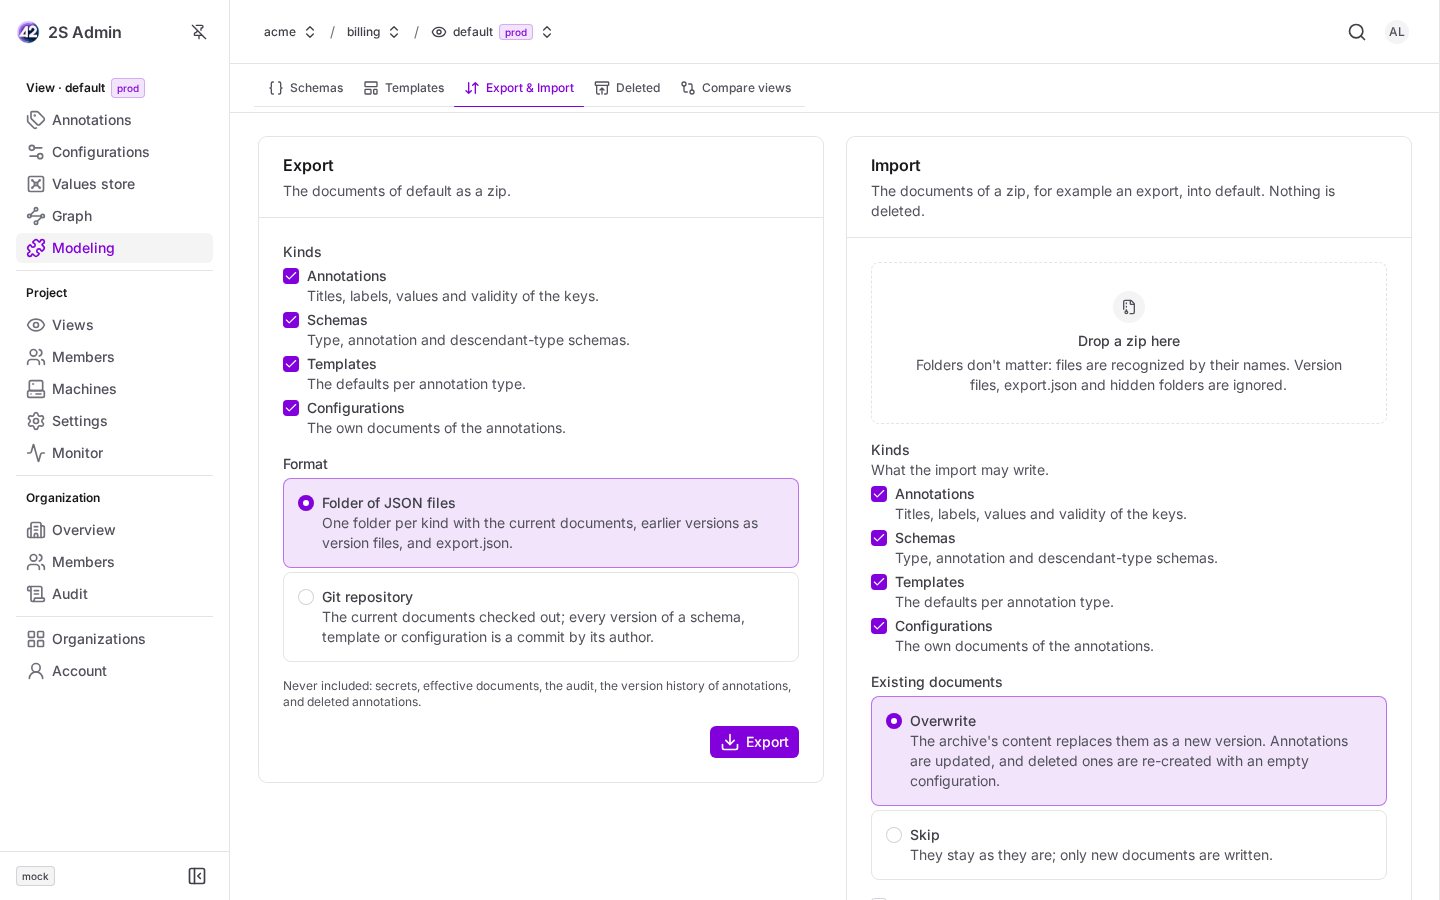 42 2S Admin
View · default prod
Annotations
Configurations
Values store
Graph
Modeling
Project
Views
Members
Machines
Settings
Monitor
Organization
Overview
Members
Audit
Organizations
Account
mock
acme / billing / default prod
AL
Schemas Templates Export & Import Deleted Compare views
Export
The documents of default as a zip.
Kinds
Annotations
Titles, labels, values and validity of the keys.
Schemas
Type, annotation and descendant-type schemas.
Templates
The defaults per annotation type.
Configurations
The own documents of the annotations.
Format
Folder of JSON files
One folder per kind with the current documents, earlier versions as
version files, and export.json.
Git repository
The current documents checked out; every version of a schema,
template or configuration is a commit by its author.
Never included: secrets, effective documents, the audit, the version history of annotations,
and deleted annotations.
Export
Import
The documents of a zip, for example an export, into default. Nothing is
deleted.
Drop a zip here
Folders don't matter: files are recognized by their names. Version
files, export.json and hidden folders are ignored.
Kinds
What the import may write.
Annotations
Titles, labels, values and validity of the keys.
Schemas
Type, annotation and descendant-type schemas.
Templates
The defaults per annotation type.
Configurations
The own documents of the annotations.
Existing documents
Overwrite
The archive's content replaces them as a new version. Annotations
are updated, and deleted ones are re-created with an empty
configuration.
Skip
They stay as they are; only new documents are written.